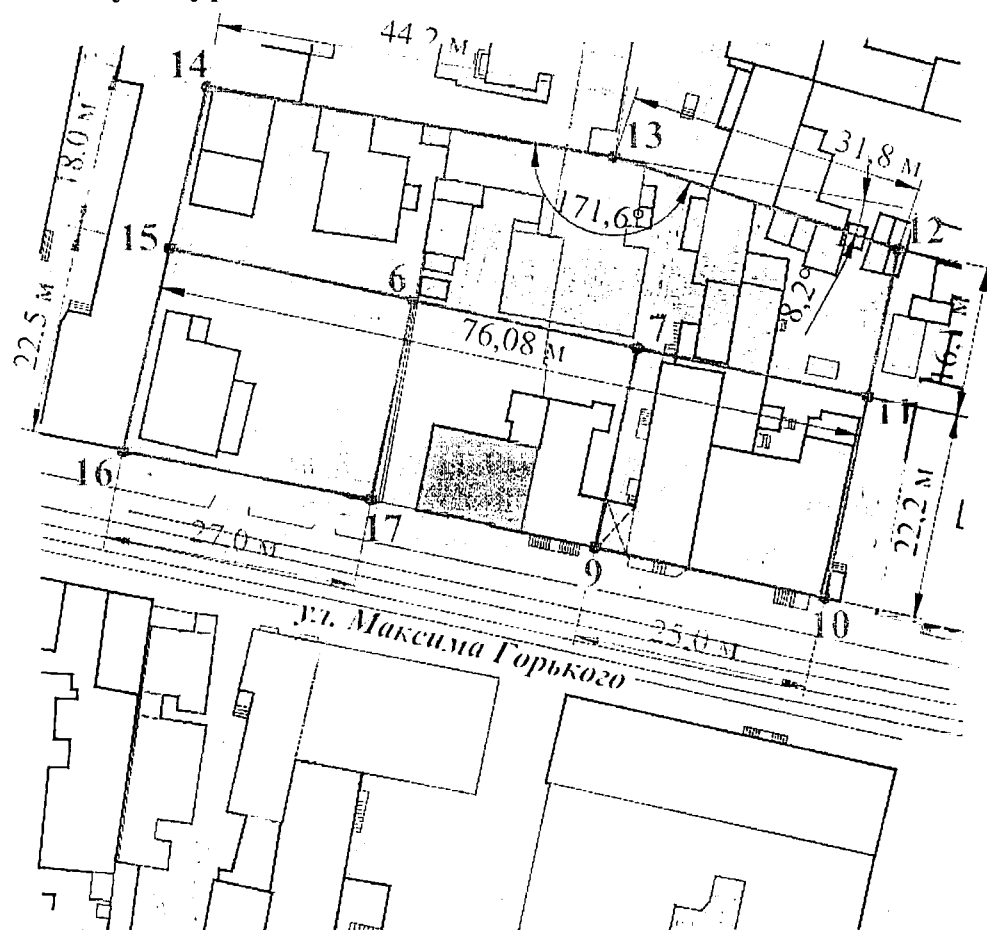 44,2 м
14
13
18.0 м
31,8 м
171,6°
12
15
6
8,2°
22.5 м
7
76,08 м
16,1 м
11
16
22,2 м
17
27,0 м
9
10
ул. Максима Горького
25,0 м